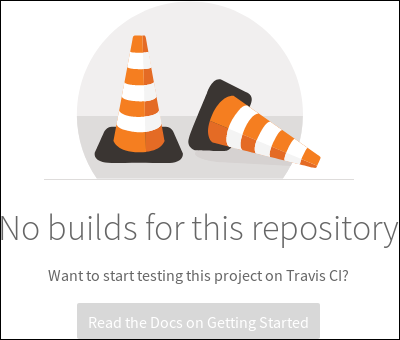 No builds for this repository
Want to start testing this project on Travis CI?
Read the Docs on Getting Started